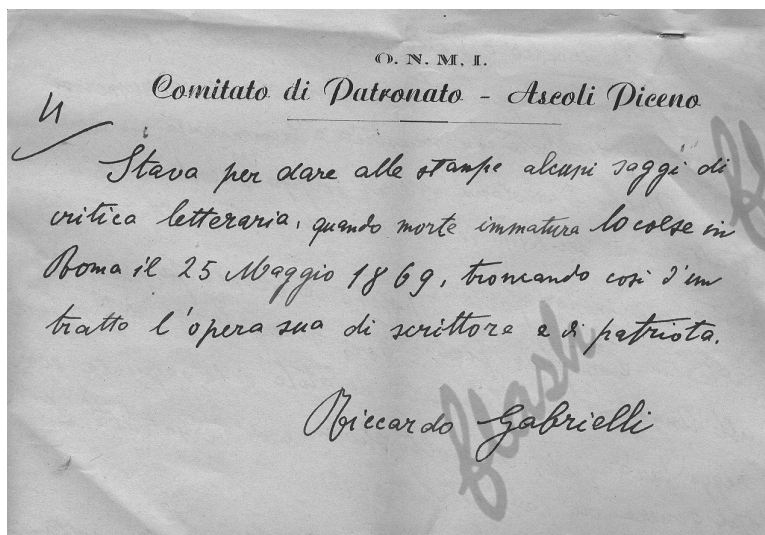 O. N. M. I.
Comitato di Patronato - Ascoli Piceno
4
Stava per dare alle stampe alcuni saggi di
critica letteraria, quando morte immatura lo colse in
Roma il 25 Maggio 1869, troncando così d'un
tratto l'opera sua di scrittore e di patriota.
Riccardo Gabrielli
flash